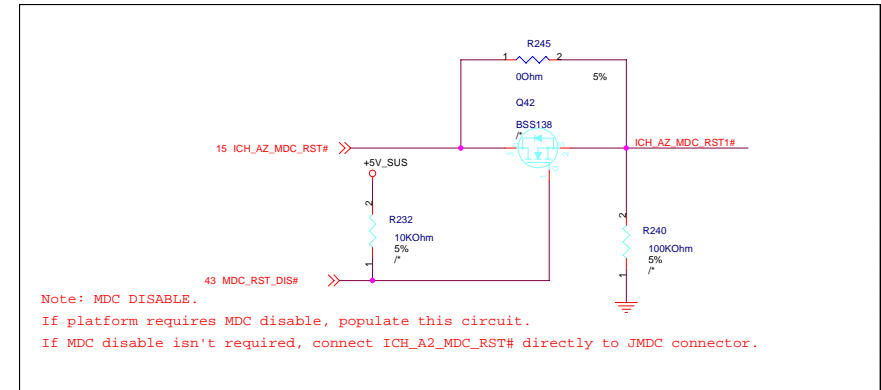 R245
1
2
0Ohm
5%
Q42
BSS138
/*
15 ICH_AZ_MDC_RST#
ICH_AZ_MDC_RST1#
+5V_SUS
2
R232
10KOhm
5%
/*
1
2
R240
100KOhm
5%
/*
1
43 MDC_RST_DIS#
Note: MDC DISABLE.
If platform requires MDC disable, populate this circuit.
If MDC disable isn't required, connect ICH_A2_MDC_RST# directly to JMDC connector.